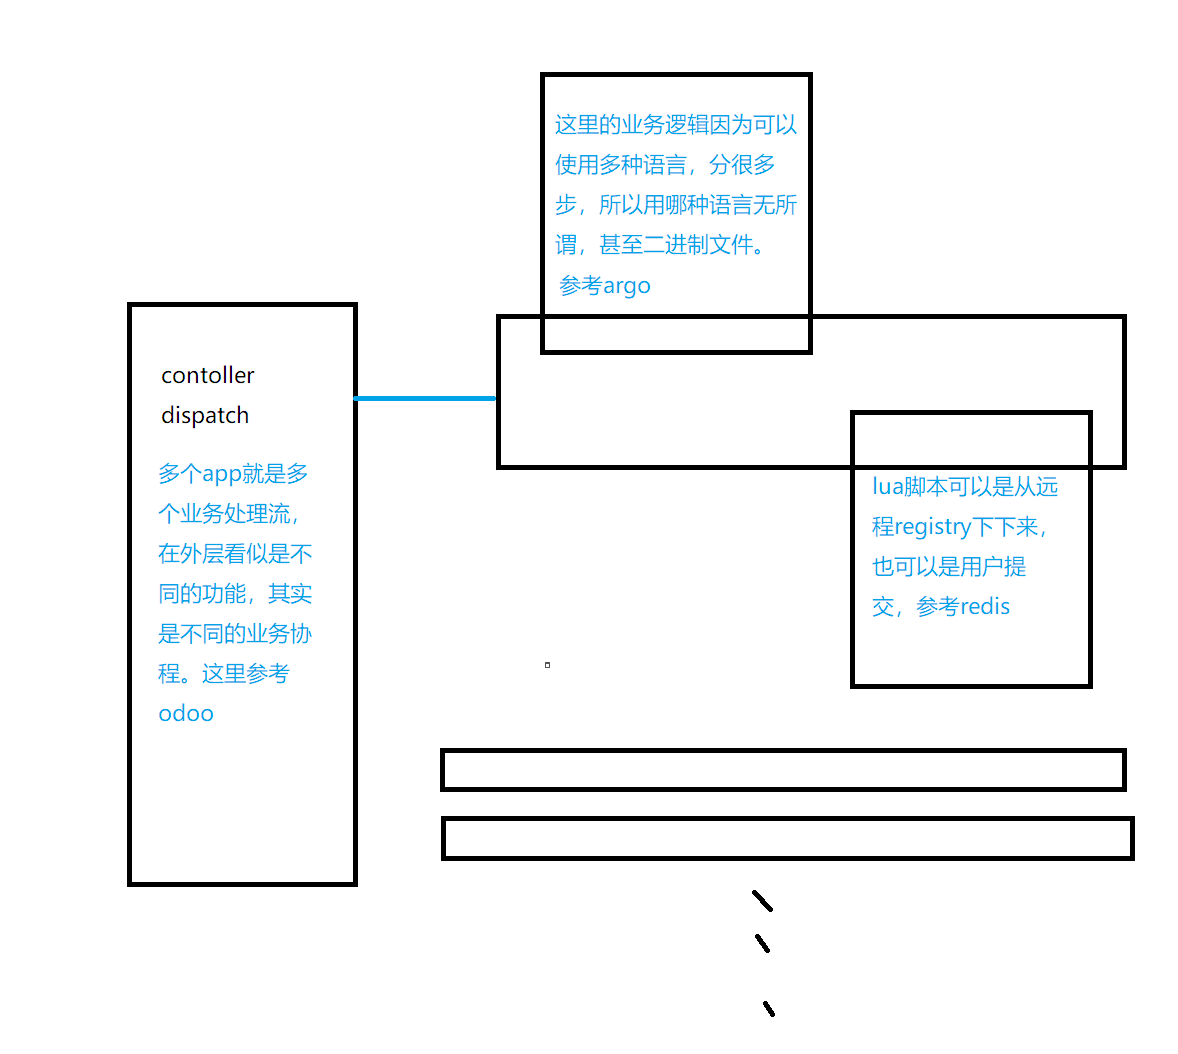 这里的业务逻辑因为可以
使用多种语言，分很多
步，所以用哪种语言无所
谓，甚至二进制文件。
参考argo
contoller
dispatch
多个app就是多
个业务处理流，
在外层看似是不
同的功能，其实
是不同的业务协
程。这里参考
odoo
lua脚本可以是从远
程registry下下来，
也可以是用户提
交，参考redis